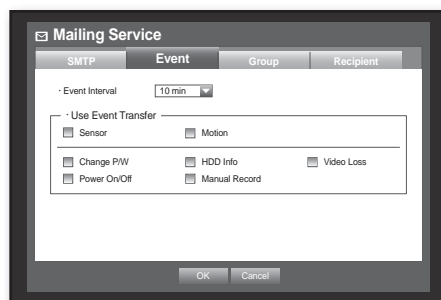 Mailing Service
SMTP Event Group Recipient
· Event Interval 10 min
· Use Event Transfer
Sensor Motion
Change P/W HDD Info Video Loss
Power On/Off Manual Record
OK Cancel